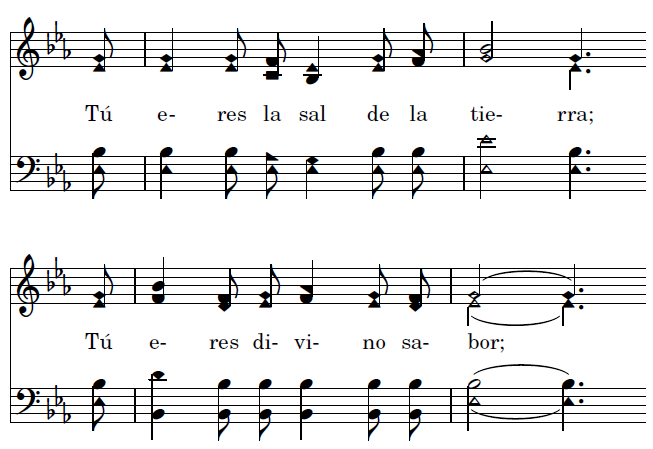 Tú e- res la sal de la tie- rra;
Tú e- res di- vi- no sa- bor;